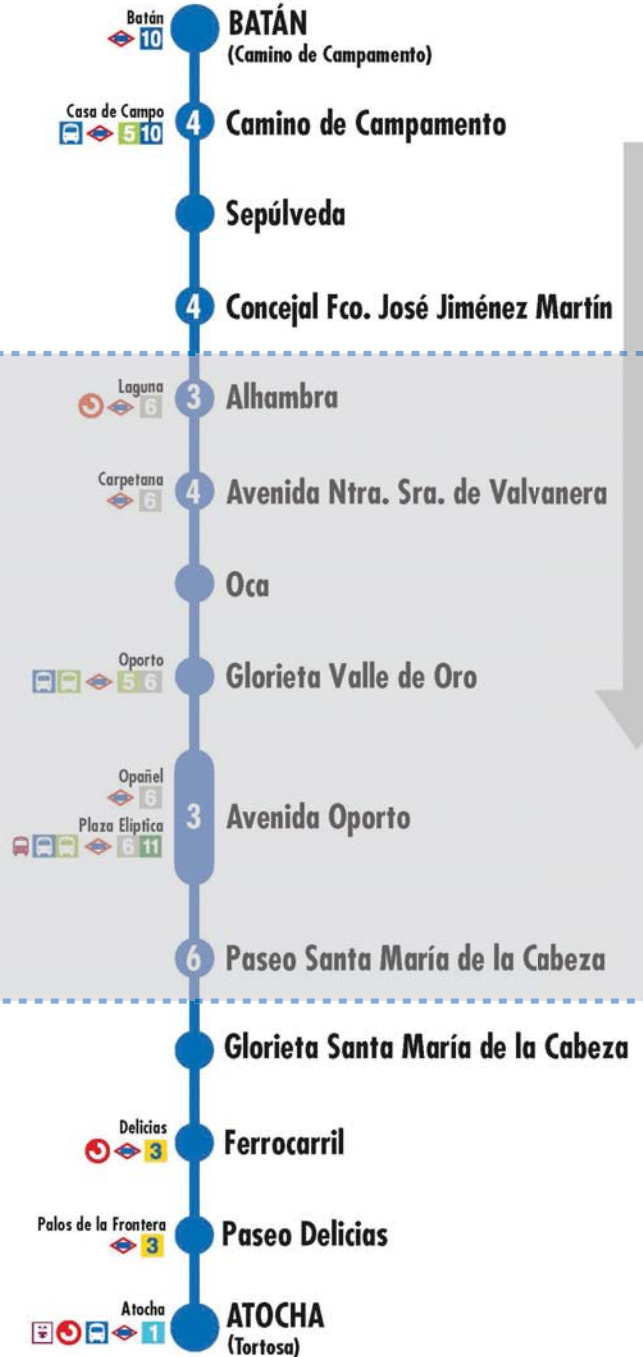 Batán
10
BATÁN
(Camino de Campamento)
Casa de Campo
5 10
4
Camino de Campamento
Sepúlveda
4
Concejal Fco. José Jiménez Martín
Laguna
6
3
Alhambra
Carpetana
6
4
Avenida Ntra. Sra. de Valvanera
Oca
Oporto
5 6
Glorieta Valle de Oro
Opañel
6
Plaza Elíptica
6 11
3
Avenida Oporto
6
Paseo Santa María de la Cabeza
Glorieta Santa María de la Cabeza
Delicias
3
Ferrocarril
Palos de la Frontera
3
Paseo Delicias
Atocha
1
ATOCHA
(Tortosa)